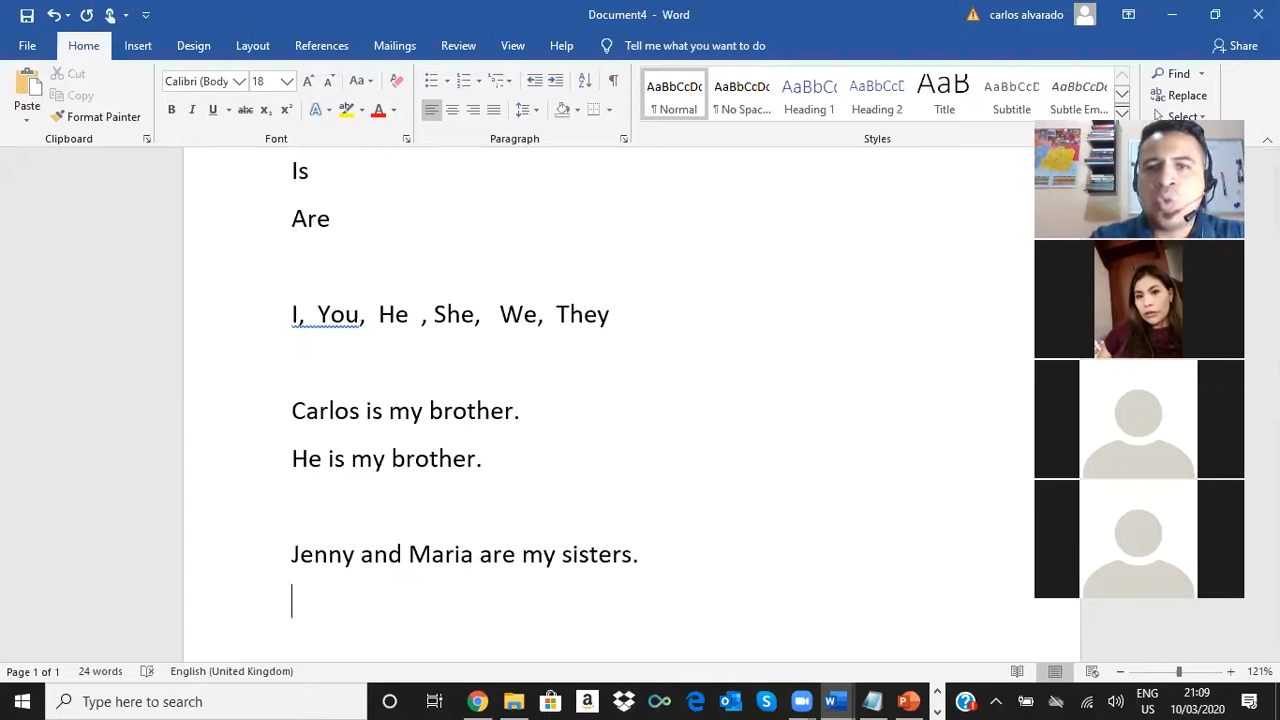 Document4 - Word
carlos alvarado
File Home Insert Design Layout References Mailings Review View Help Tell me what you want to do Share
Paste
Cut
Copy
Format Painter
Clipboard
Calibri (Body 18
Font
Paragraph
AaBbCcDc AaBbCcDc AaBbCc AaBbCcD AaB AaBbCcD AaBbCcDc
¶ Normal ¶ No Spac... Heading 1 Heading 2 Title Subtitle Subtle Em...
Styles
Find
Replace
Select
Is
Are
I, You, He , She, We, They
Carlos is my brother.
He is my brother.
Jenny and Maria are my sisters.
Page 1 of 1 24 words English (United Kingdom) 121%
Type here to search
ENG
US
21:09
10/03/2020